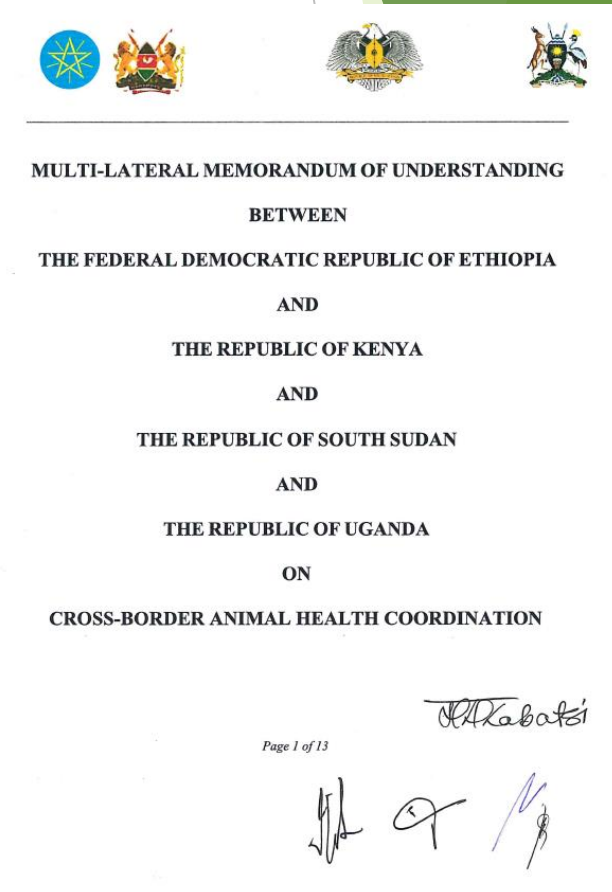 MULTI-LATERAL MEMORANDUM OF UNDERSTANDING
BETWEEN
THE FEDERAL DEMOCRATIC REPUBLIC OF ETHIOPIA
AND
THE REPUBLIC OF KENYA
AND
THE REPUBLIC OF SOUTH SUDAN
AND
THE REPUBLIC OF UGANDA
ON
CROSS-BORDER ANIMAL HEALTH COORDINATION
Page 1 of 13